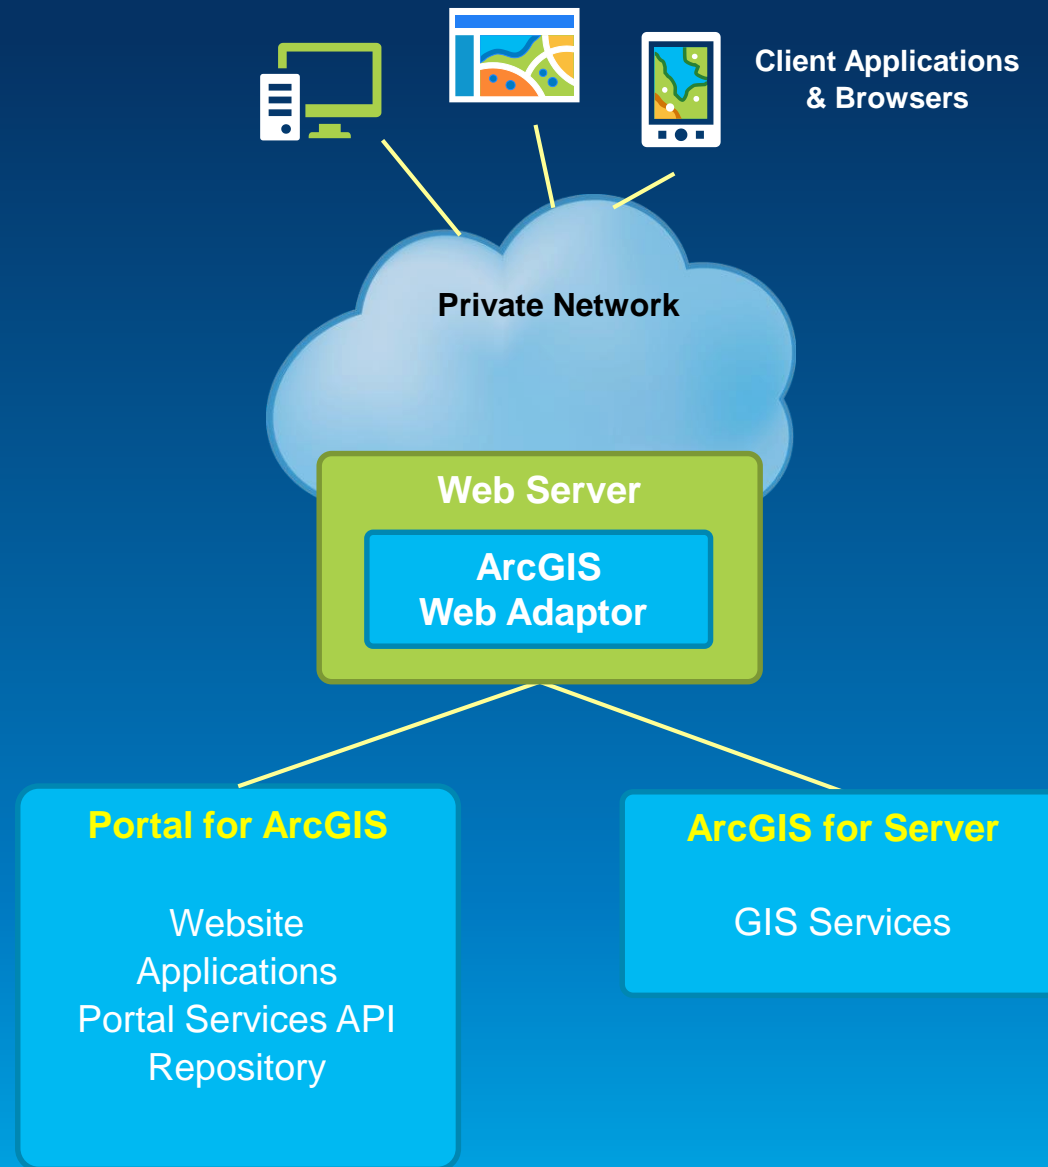 Client Applications
& Browsers
Private Network
Web Server
ArcGIS
Web Adaptor
Portal for ArcGIS
Website
Applications
Portal Services API
Repository
ArcGIS for Server
GIS Services